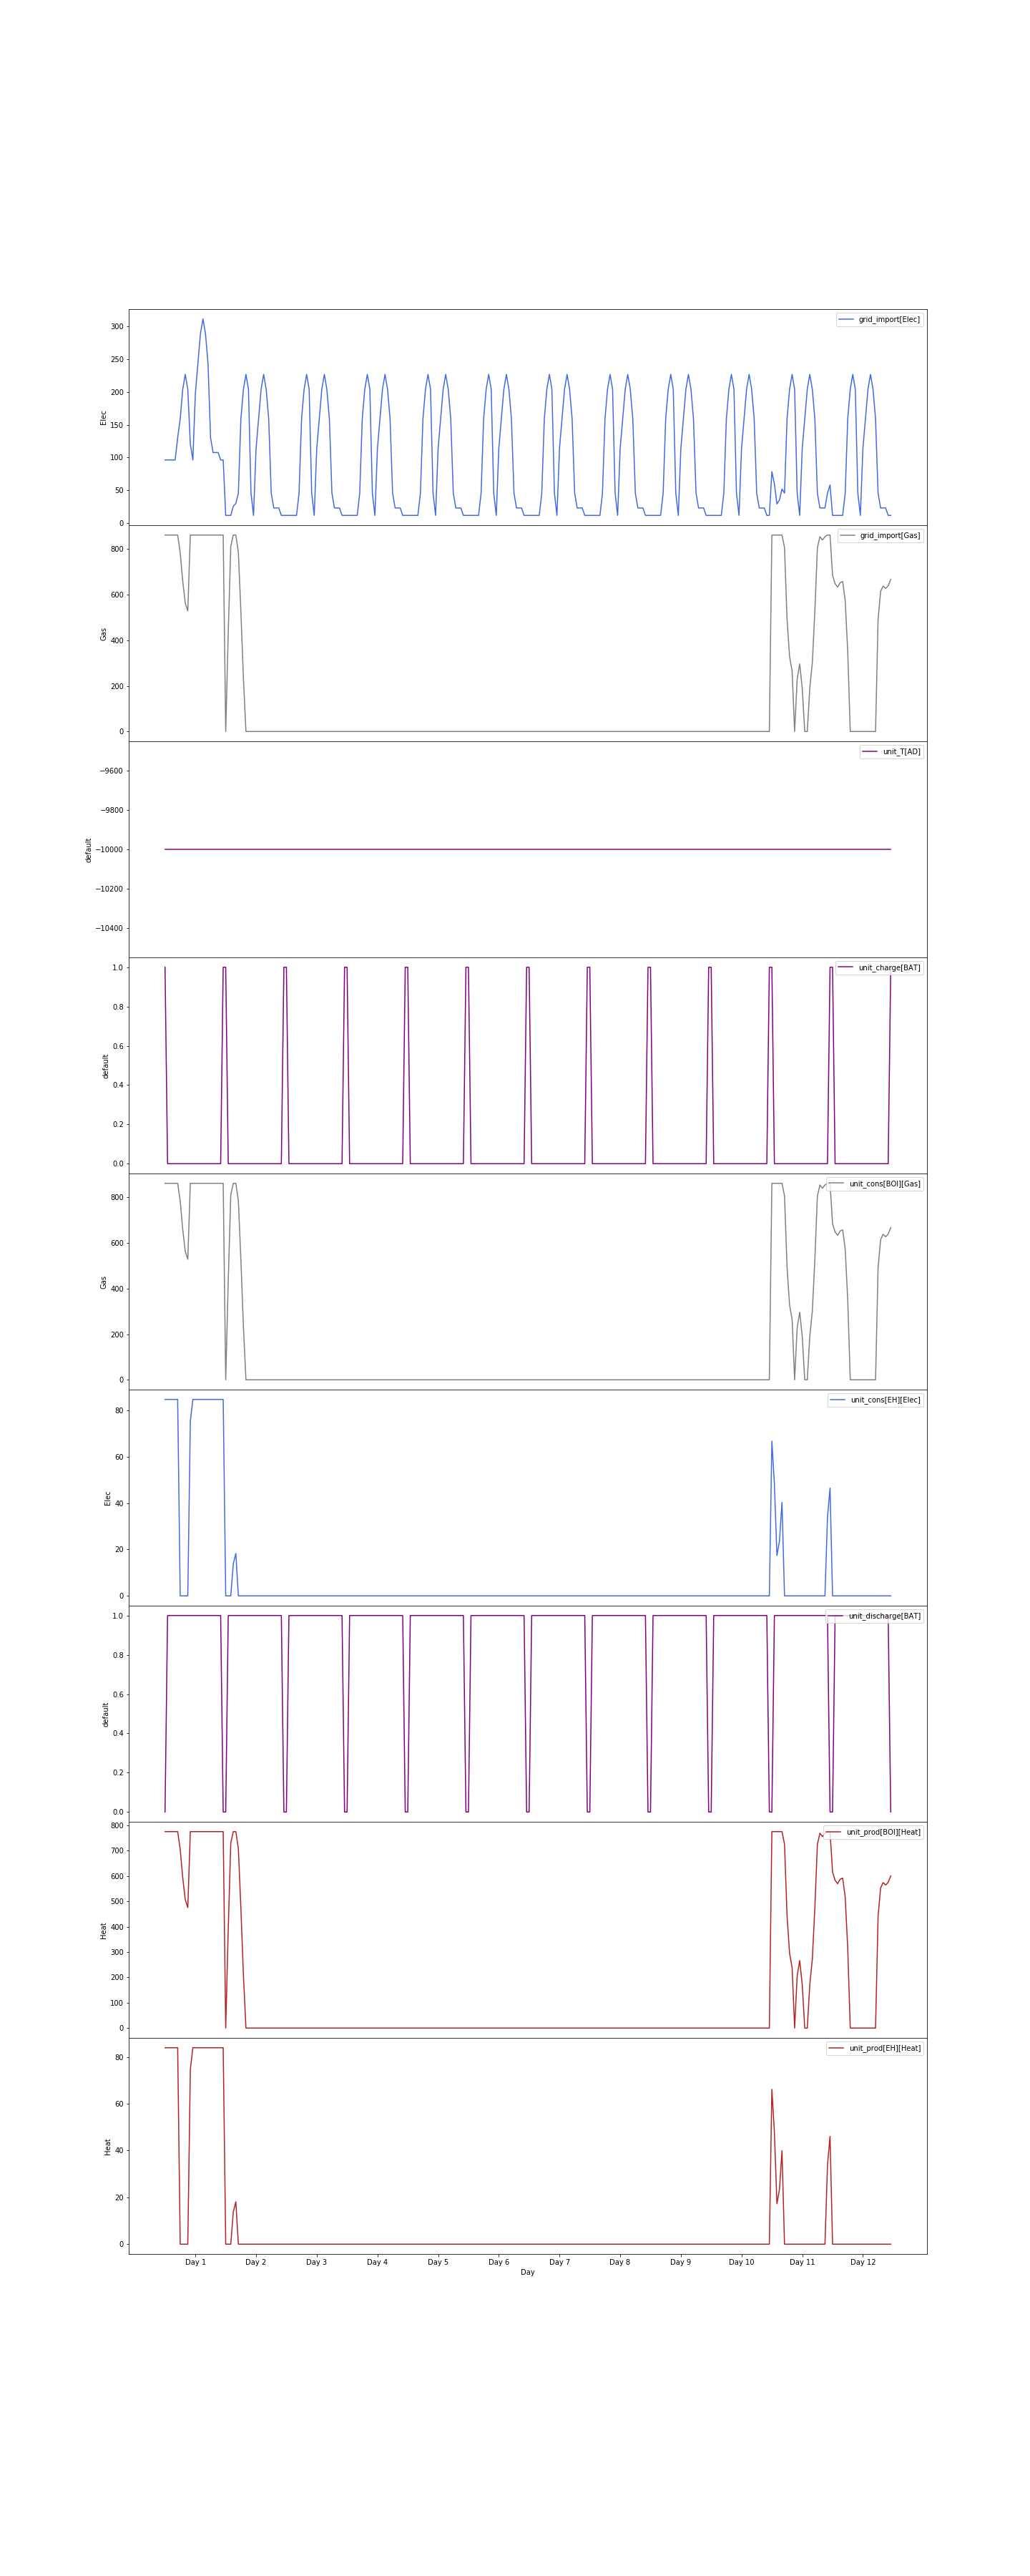 grid_import[Elec]
300
250
200
150
100
50
0
Elec
grid_import[Gas]
800
600
400
200
0
Gas
unit_T[AD]
−9600
−9800
−10000
−10200
−10400
default
unit_charge[BAT]
1.0
0.8
0.6
0.4
0.2
0.0
default
unit_cons[BOI][Gas]
800
600
400
200
0
Gas
unit_cons[EH][Elec]
80
60
40
20
0
Elec
unit_discharge[BAT]
1.0
0.8
0.6
0.4
0.2
0.0
default
unit_prod[BOI][Heat]
800
700
600
500
400
300
200
100
0
Heat
unit_prod[EH][Heat]
80
60
40
20
0
Heat
Day 1 Day 2 Day 3 Day 4 Day 5 Day 6 Day 7 Day 8 Day 9 Day 10 Day 11 Day 12
Day